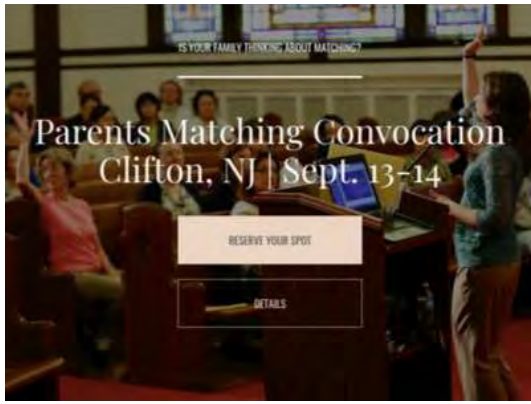 IS YOUR FAMILY THINKING ABOUT MATCHING?
Parents Matching Convocation
Clifton, NJ | Sept. 13-14
RESERVE YOUR SPOT
DETAILS